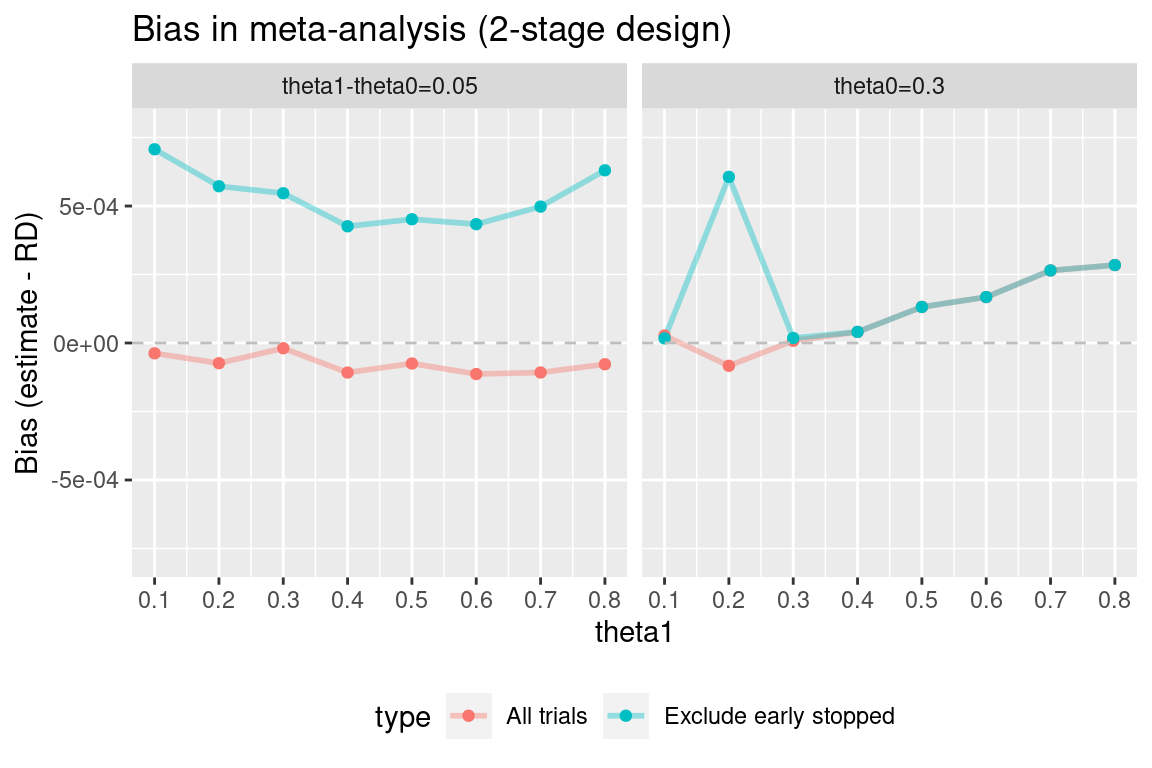 Bias in meta-analysis (2-stage design)
theta1-theta0=0.05
theta0=0.3
Bias (estimate - RD)
5e-04
0e+00
-5e-04
0.1 0.2 0.3 0.4 0.5 0.6 0.7 0.8
0.1 0.2 0.3 0.4 0.5 0.6 0.7 0.8
theta1
type All trials Exclude early stopped